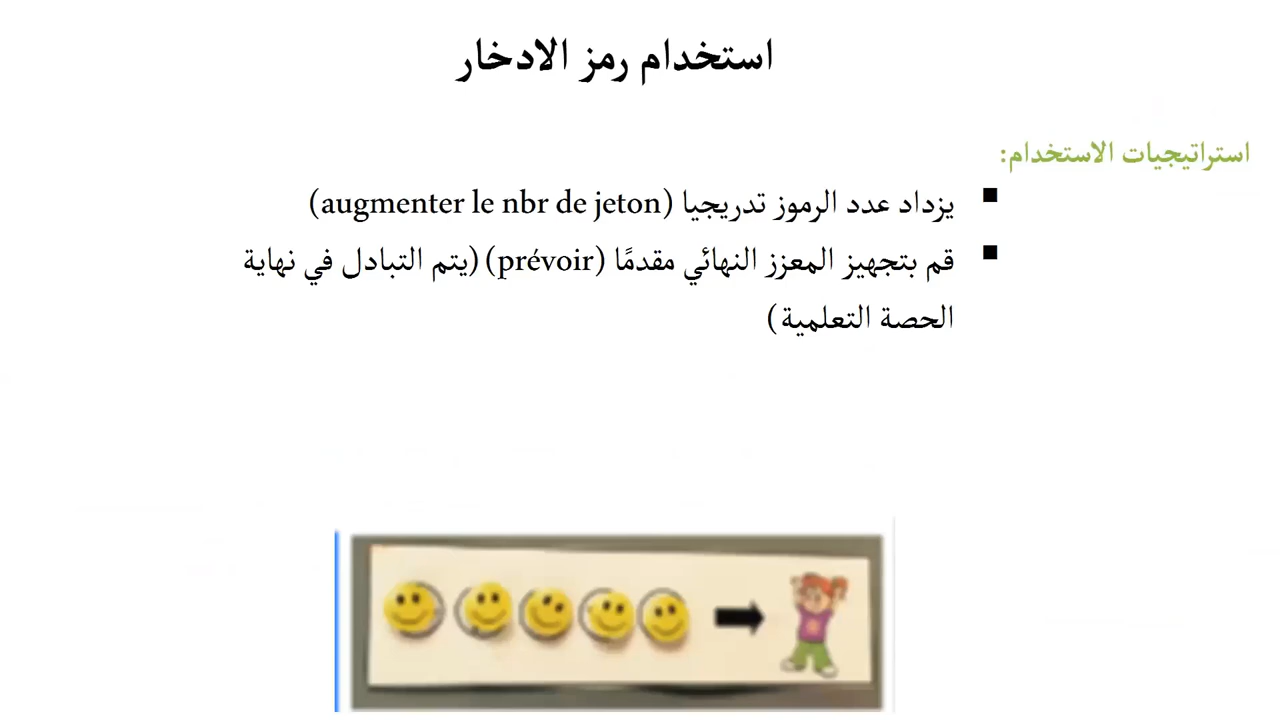 استخدام رمز الادخار
استراتيجيات الاستخدام:
▪ يزداد عدد الرموز تدريجيا (augmenter le nbr de jeton)
▪ قم بتجهيز المعزز النهائي مقدمًا (prévoir)(يتم التبادل في نهاية
الحصة التعلمية)